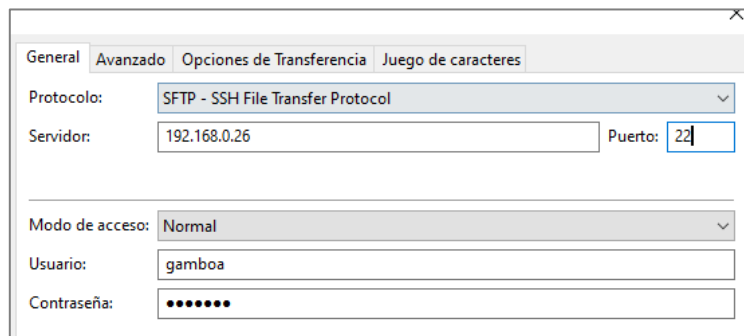 General Avanzado Opciones de Transferencia Juego de caracteres
Protocolo: SFTP - SSH File Transfer Protocol
Servidor: 192.168.0.26 Puerto: 22
Modo de acceso: Normal
Usuario: gamboa
Contraseña: •••••••